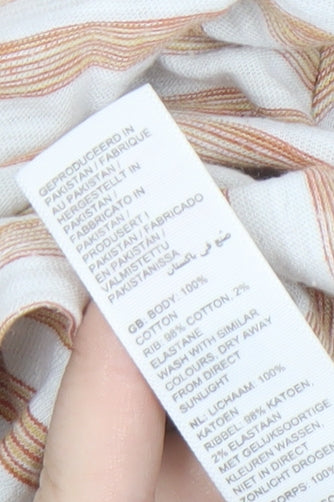 GEPRODUCEERD IN
PAKISTAN / FABRIQUÉ
AU PAKISTAN /
HERGESTELLT IN
PAKISTAN /
FABBRICATO IN
PAKISTAN /
PRODUSERT I
PAKISTAN / FABRICADO
EN PAKISTAN /
VALMISTETTU
PAKISTANISSA
صنع في باكستان
GB: BODY: 100%
COTTON
RIB: 98% COTTON, 2%
ELASTANE
WASH WITH SIMILAR
COLOURS, DRY AWAY
FROM DIRECT
SUNLIGHT
NL: LICHAAM: 100%
KATOEN
RIBBEL: 98% KATOEN,
2% ELASTAAN
MET GELIJKSOORTIGE
KLEUREN WASSEN,
NIET IN DIRECT
ZONLICHT DROGEN
CORPS: 100%